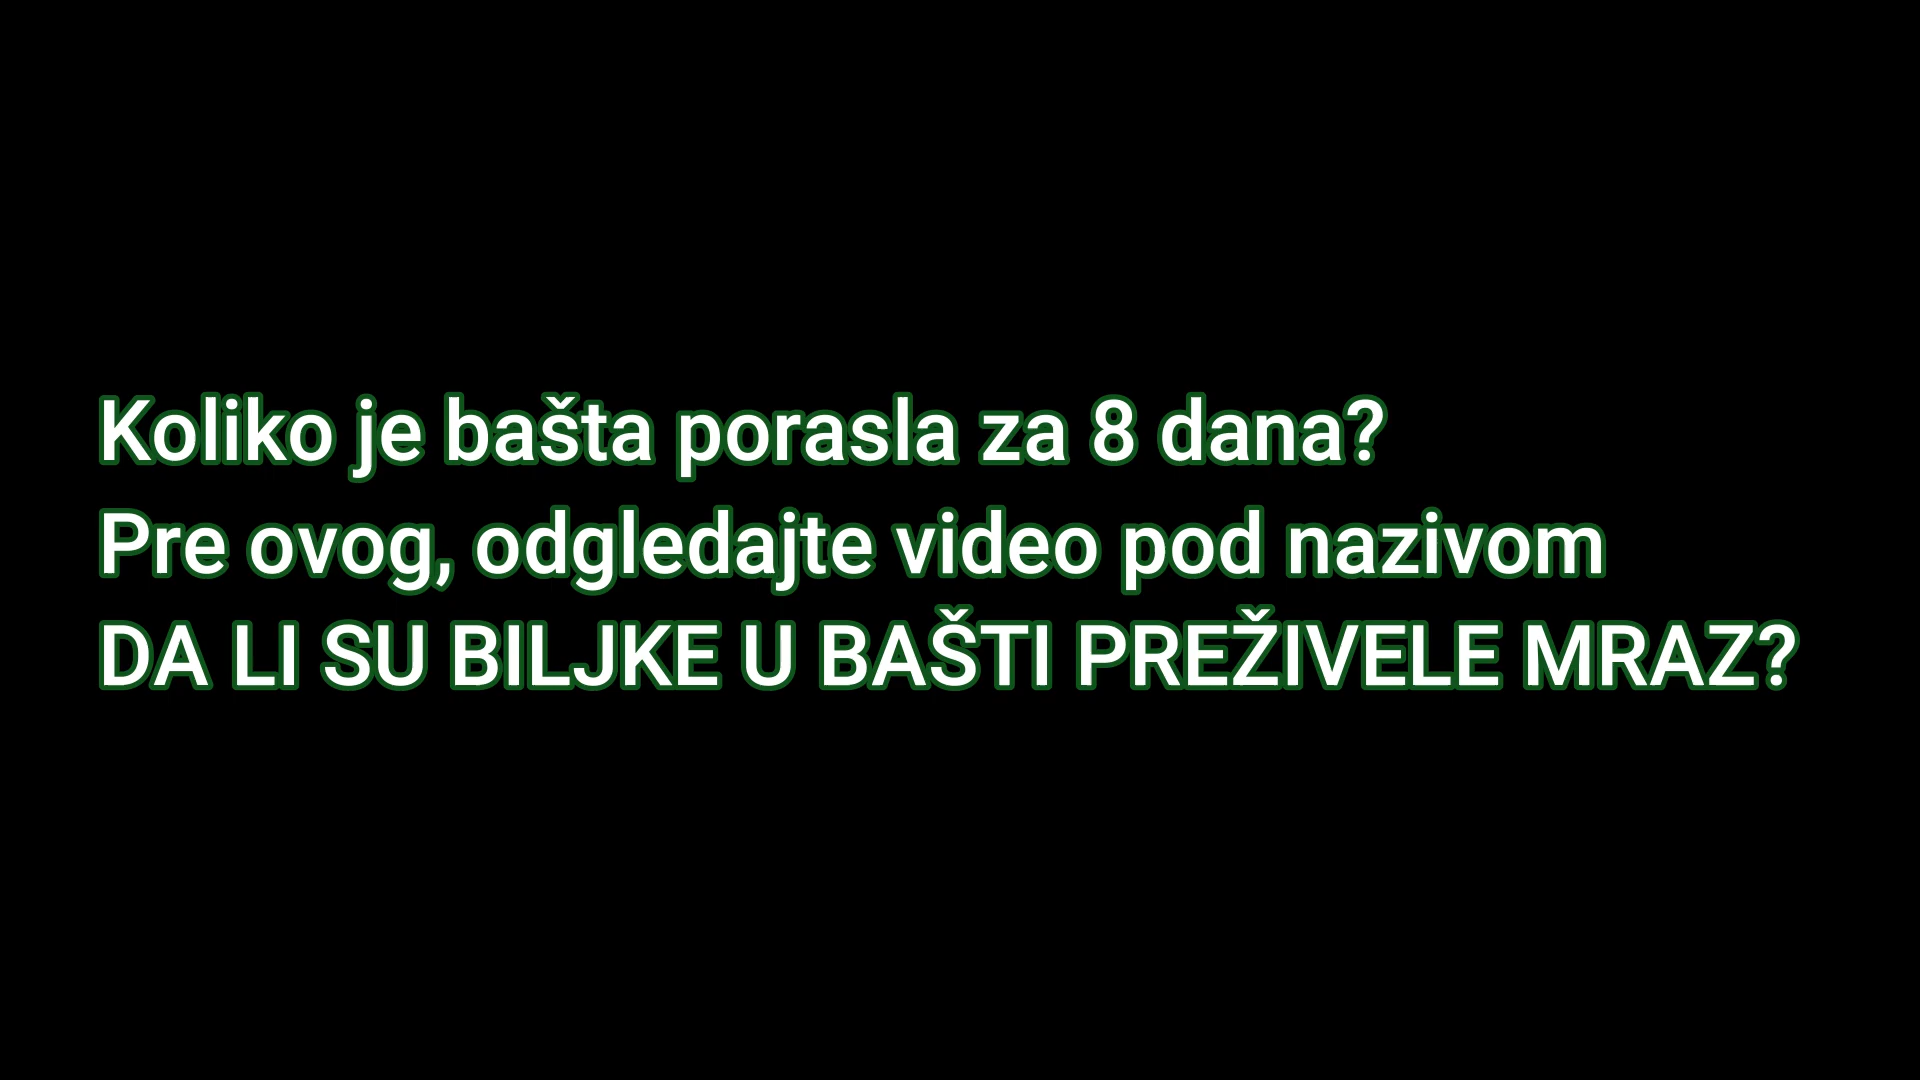 Koliko je bašta porasla za 8 dana?
Pre ovog, odgledajte video pod nazivom
DA LI SU BILJKE U BAŠTI PREŽIVELE MRAZ?